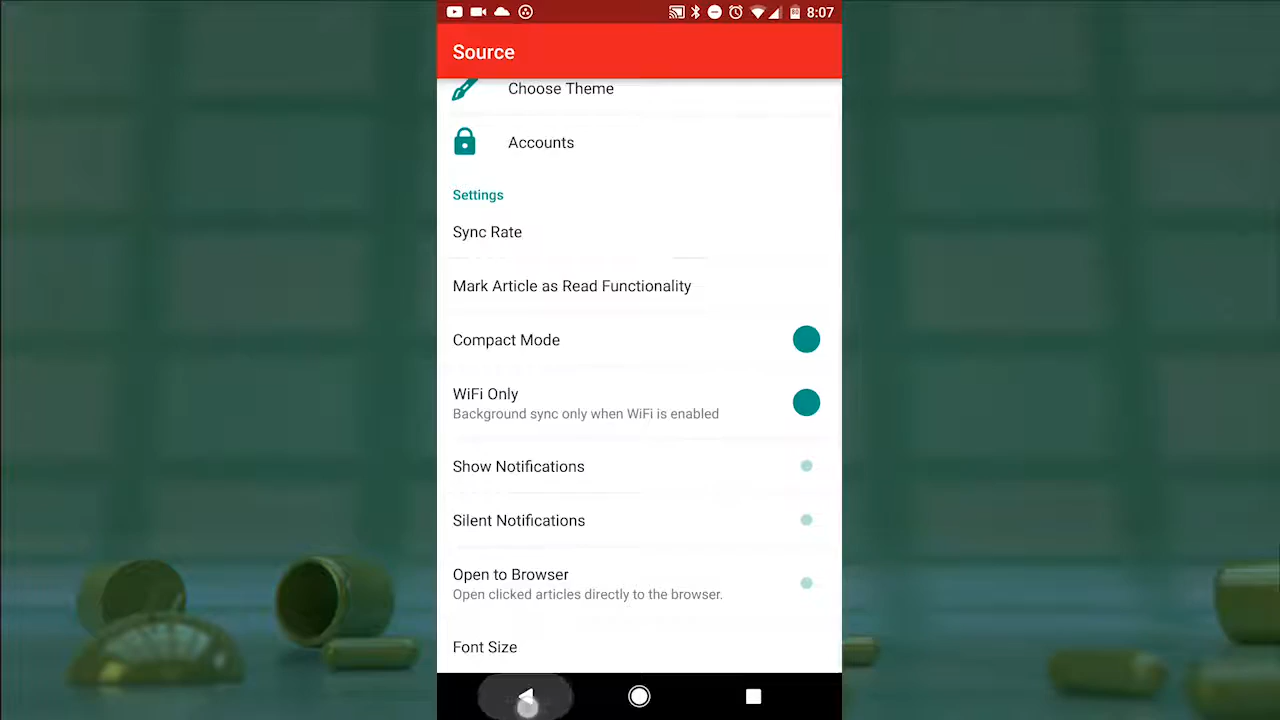 8:07
Source
Choose Theme
Accounts
Settings
Sync Rate
Mark Article as Read Functionality
Compact Mode
WiFi Only
Background sync only when WiFi is enabled
Show Notifications
Silent Notifications
Open to Browser
Open clicked articles directly to the browser.
Font Size